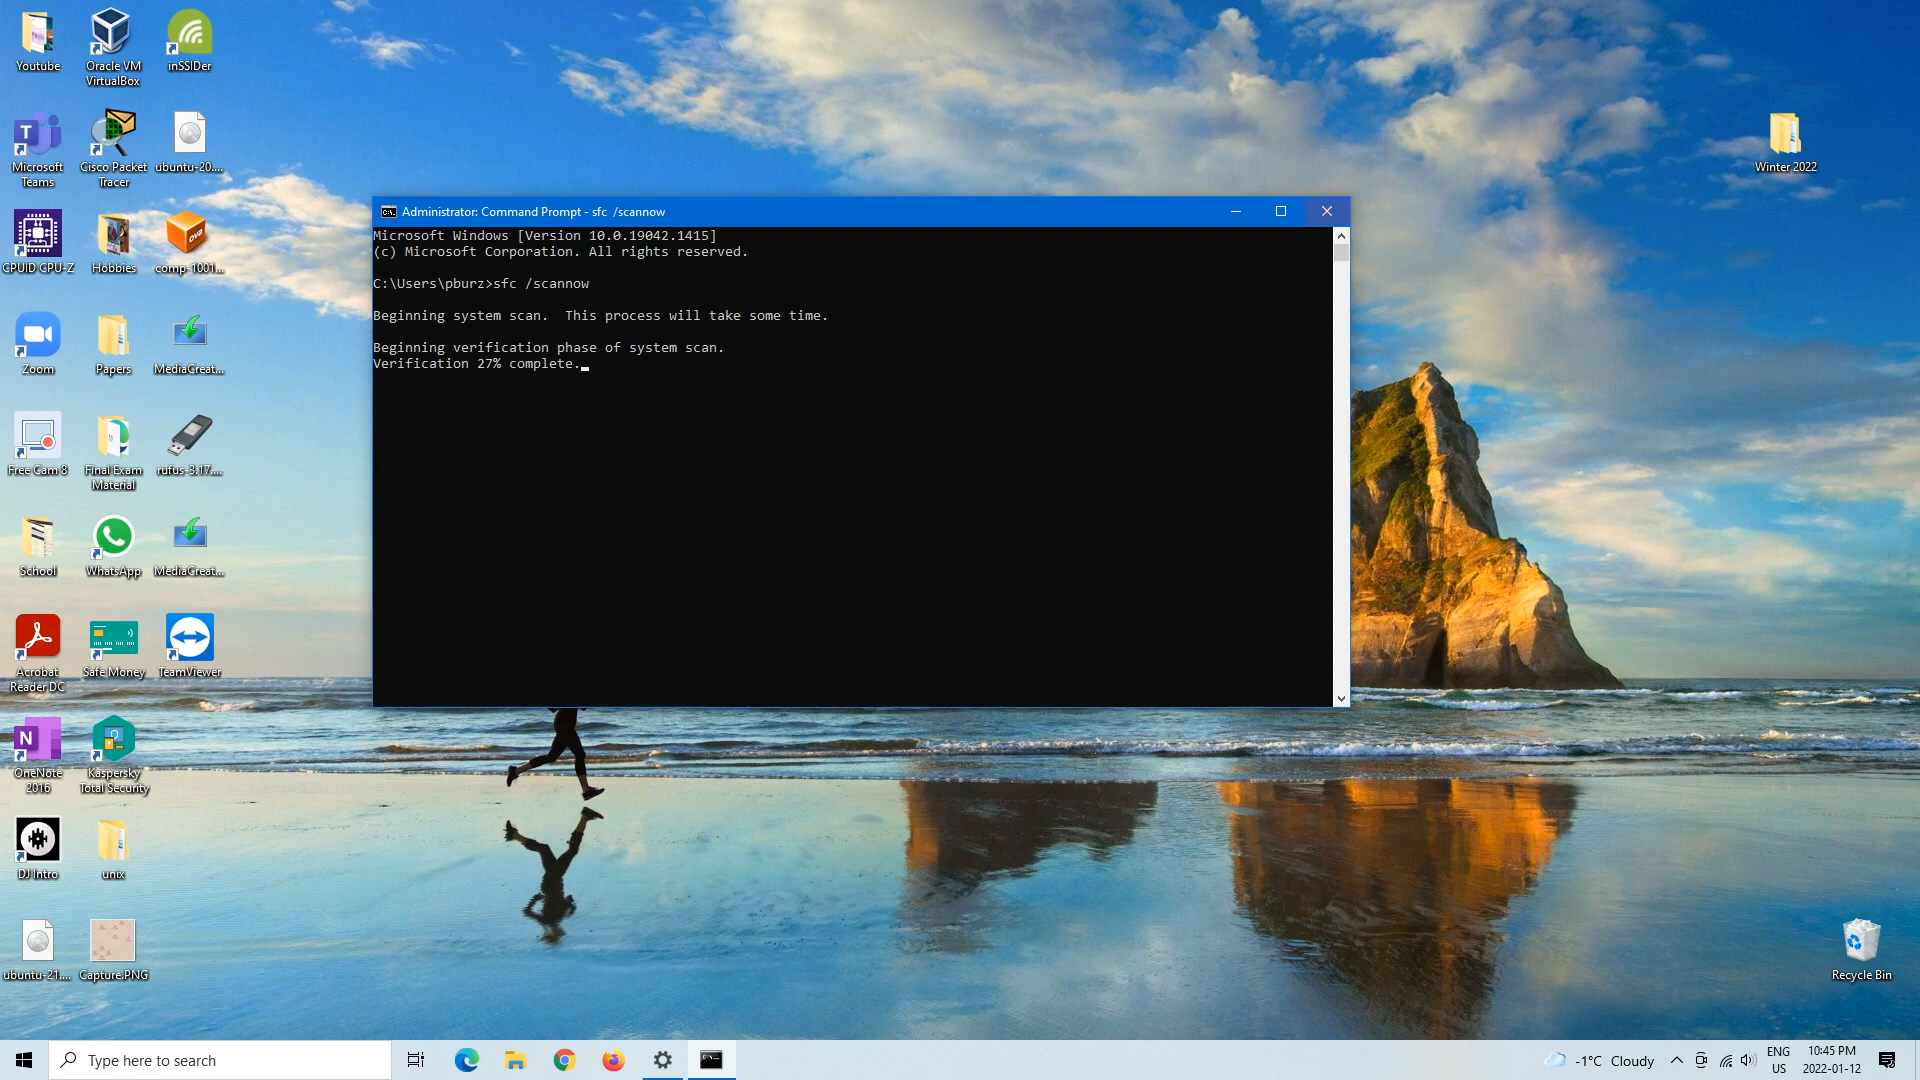 Youtube
Oracle VM
VirtualBox
inSSIDer
Microsoft
Teams
Cisco Packet
Tracer
ubuntu-20....
Winter 2022
Administrator: Command Prompt - sfc  /scannow
Microsoft Windows [Version 10.0.19042.1415]
(c) Microsoft Corporation. All rights reserved.
C:\Users\pburz>sfc /scannow
Beginning system scan.  This process will take some time.
Beginning verification phase of system scan.
Verification 27% complete.
CPUID CPU-Z
Hobbies
comp-1001...
Zoom
Papers
MediaCreat...
Free Cam 8
Final Exam
Material
rufus-3.17....
School
WhatsApp
MediaCreat...
Acrobat
Reader DC
Safe Money
TeamViewer
OneNote
2016
Kaspersky
Total Security
DJ Intro
unix
ubuntu-21....
Capture.PNG
Recycle Bin
Type here to search
-1°C Cloudy
ENG
US
10:45 PM
2022-01-12